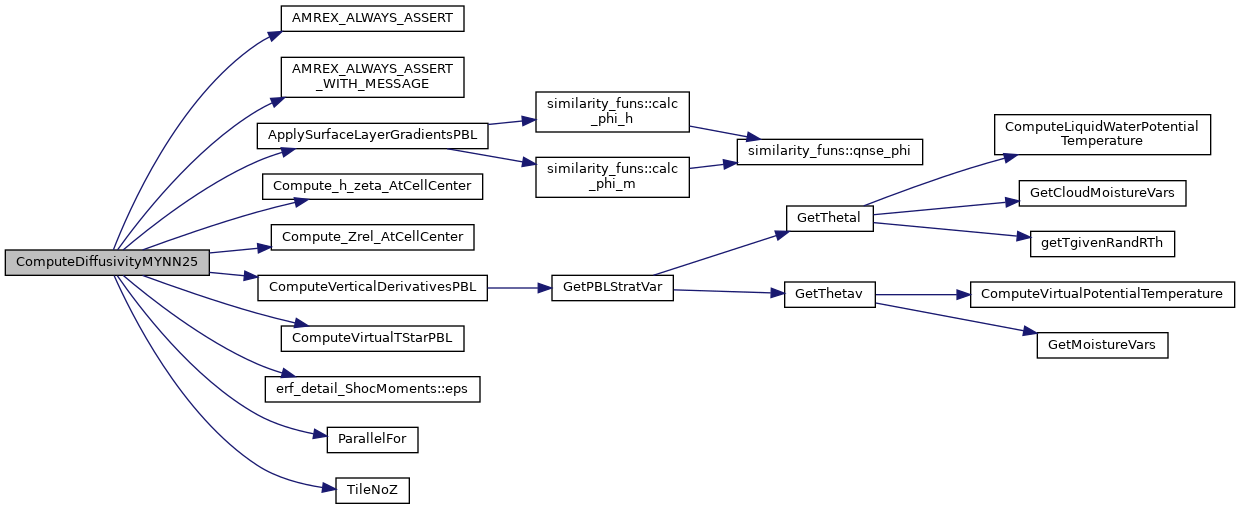 AMREX_ALWAYS_ASSERT
AMREX_ALWAYS_ASSERT
_WITH_MESSAGE
ApplySurfaceLayerGradientsPBL
similarity_funs::calc
_phi_h
similarity_funs::calc
_phi_m
similarity_funs::qnse_phi
Compute_h_zeta_AtCellCenter
Compute_Zrel_AtCellCenter
ComputeDiffusivityMYNN25
ComputeVerticalDerivativesPBL
GetPBLStratVar
GetThetal
ComputeLiquidWaterPotential
Temperature
GetCloudMoistureVars
getTgivenRandRTh
GetThetav
ComputeVirtualPotentialTemperature
GetMoistureVars
ComputeVirtualTStarPBL
erf_detail_ShocMoments::eps
ParallelFor
TileNoZ